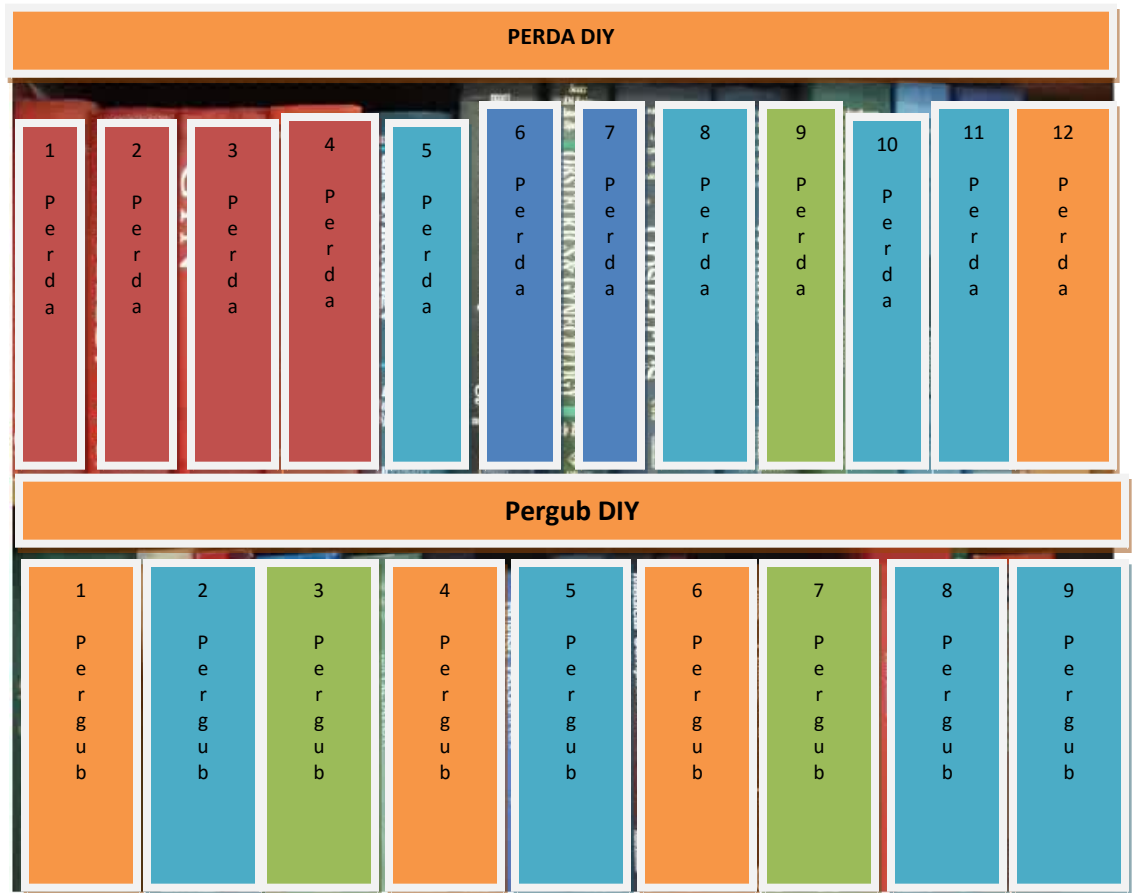 PERDA DIY
1 Perda
2 Perda
3 Perda
4 Perda
5 Perda
6 Perda
7 Perda
8 Perda
9 Perda
10 Perda
11 Perda
12 Perda
Pergub DIY
1 Pergub
2 Pergub
3 Pergub
4 Pergub
5 Pergub
6 Pergub
7 Pergub
8 Pergub
9 Pergub